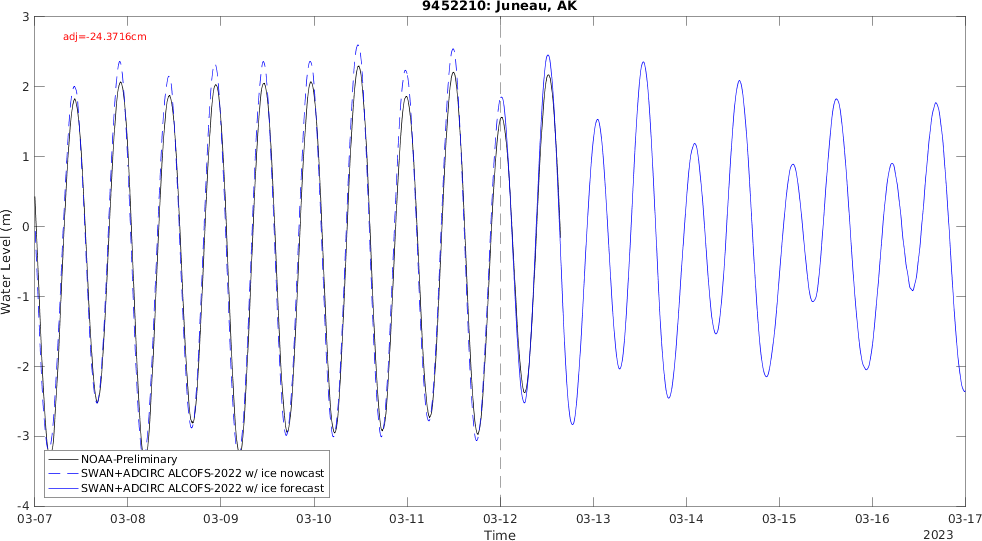 9452210: Juneau, AK
adj=-24.3716cm
3
2
1
0
-1
-2
-3
-4
Water Level (m)
NOAA-Preliminary
SWAN+ADCIRC ALCOFS-2022 w/ ice nowcast
SWAN+ADCIRC ALCOFS-2022 w/ ice forecast
03-07 03-08 03-09 03-10 03-11 03-12 03-13 03-14 03-15 03-16 03-17
Time
2023